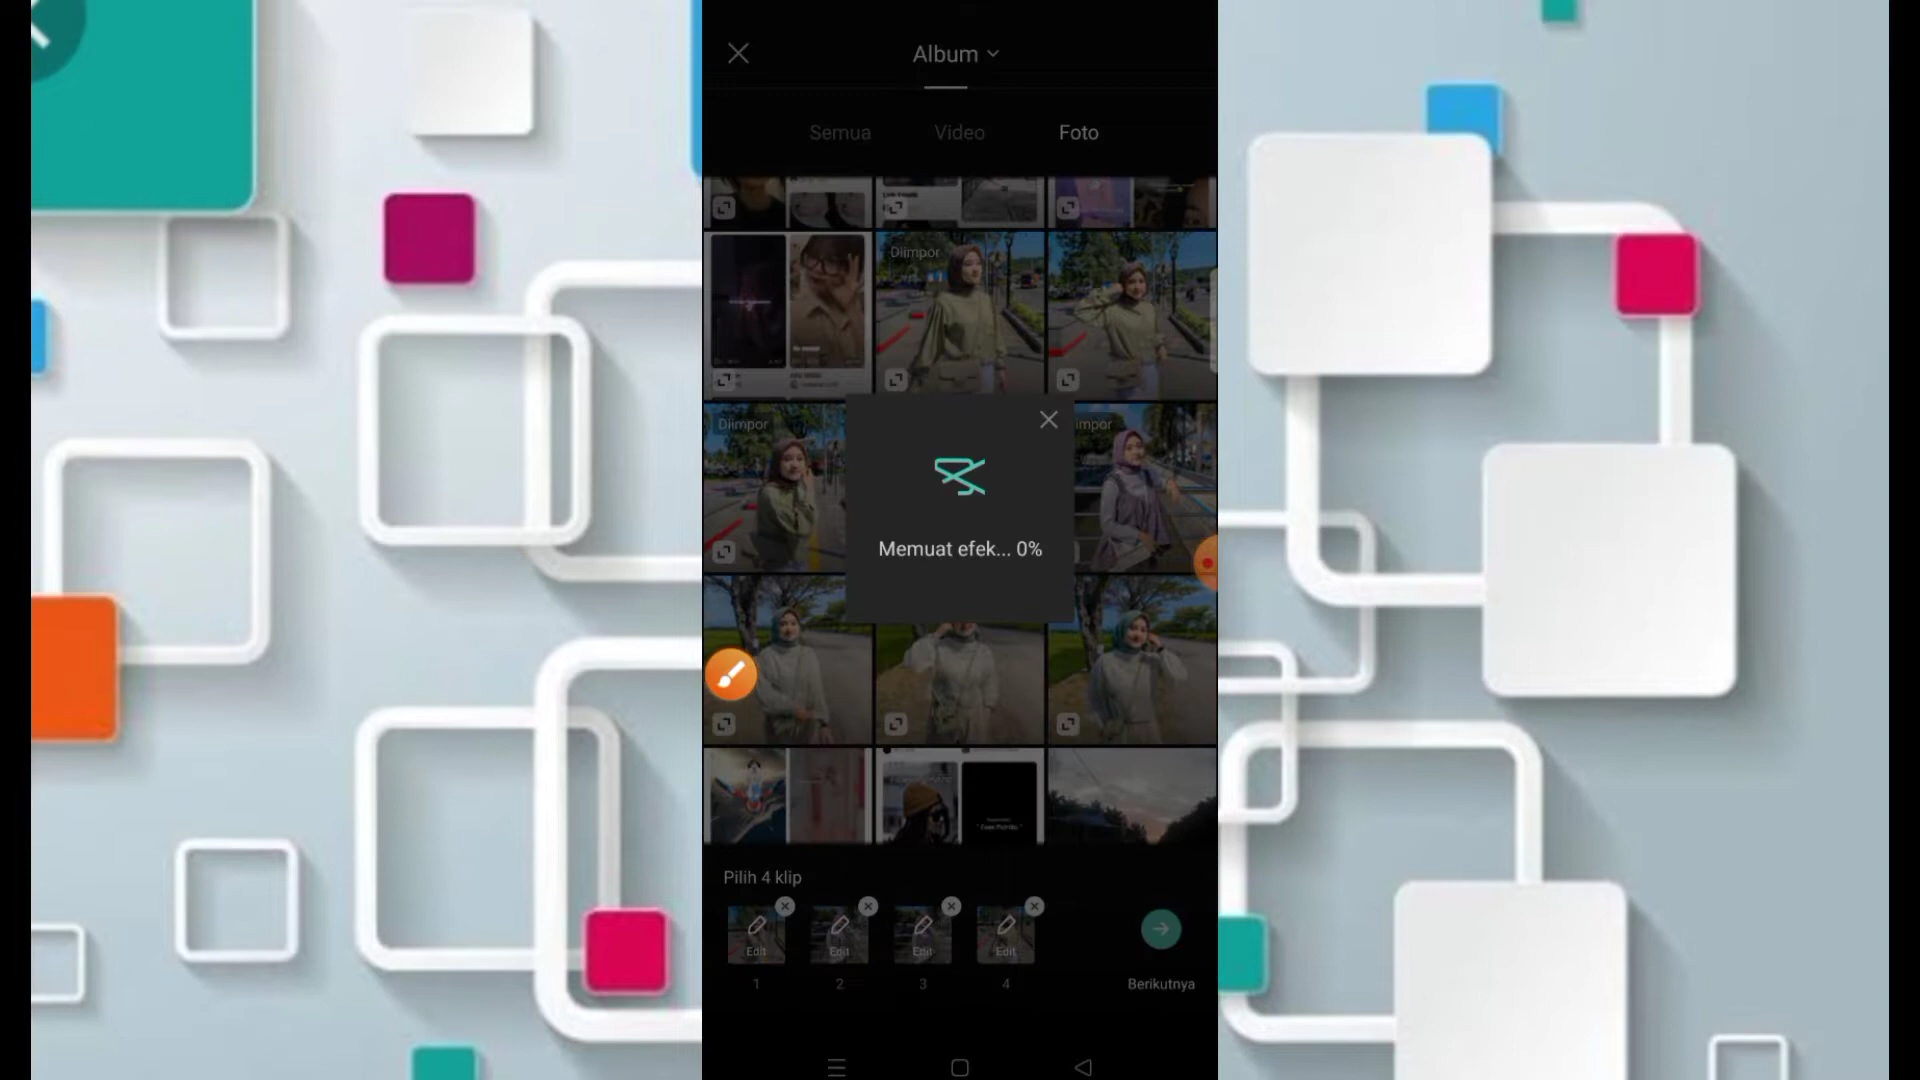 Album
Semua Video Foto
Diimpor
Diimpor
impor
Memuat efek... 0%
Pilih 4 klip
Edit Edit Edit Edit
1 2 3 4
Berikutnya